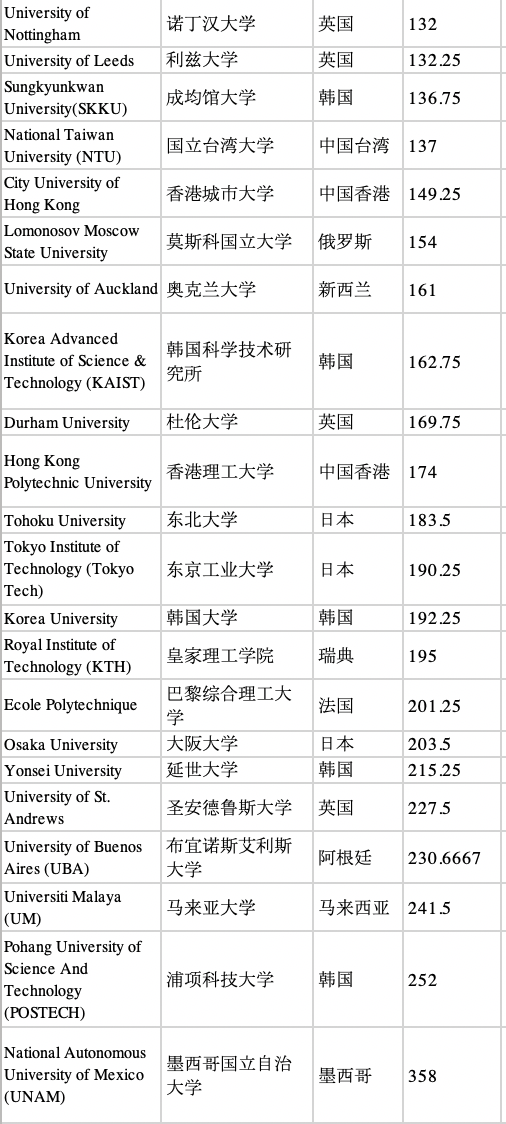 University of
Nottingham
诺丁汉大学
英国
132
University of Leeds
利兹大学
英国
132.25
Sungkyunkwan
University(SKKU)
成均馆大学
韩国
136.75
National Taiwan
University (NTU)
国立台湾大学
中国台湾
137
City University of
Hong Kong
香港城市大学
中国香港
149.25
Lomonosov Moscow
State University
莫斯科国立大学
俄罗斯
154
University of Auckland
奥克兰大学
新西兰
161
Korea Advanced
Institute of Science &
Technology (KAIST)
韩国科学技术研
究所
韩国
162.75
Durham University
杜伦大学
英国
169.75
Hong Kong
Polytechnic University
香港理工大学
中国香港
174
Tohoku University
东北大学
日本
183.5
Tokyo Institute of
Technology (Tokyo
Tech)
东京工业大学
日本
190.25
Korea University
韩国大学
韩国
192.25
Royal Institute of
Technology (KTH)
皇家理工学院
瑞典
195
Ecole Polytechnique
巴黎综合理工大
学
法国
201.25
Osaka University
大阪大学
日本
203.5
Yonsei University
延世大学
韩国
215.25
University of St.
Andrews
圣安德鲁斯大学
英国
227.5
University of Buenos
Aires (UBA)
布宜诺斯艾利斯
大学
阿根廷
230.6667
Universiti Malaya
(UM)
马来亚大学
马来西亚
241.5
Pohang University of
Science And
Technology
(POSTECH)
浦项科技大学
韩国
252
National Autonomous
University of Mexico
(UNAM)
墨西哥国立自治
大学
墨西哥
358